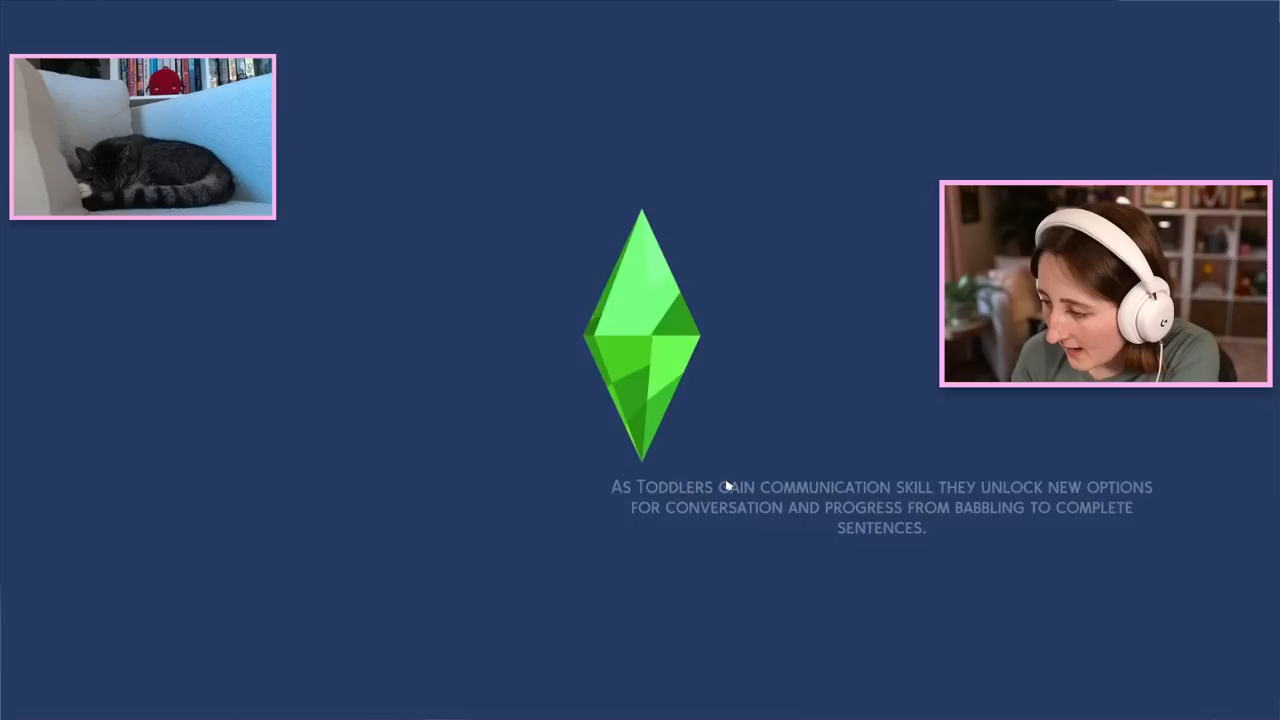 As Toddlers gain communication skill they unlock new options
for conversation and progress from babbling to complete
sentences.